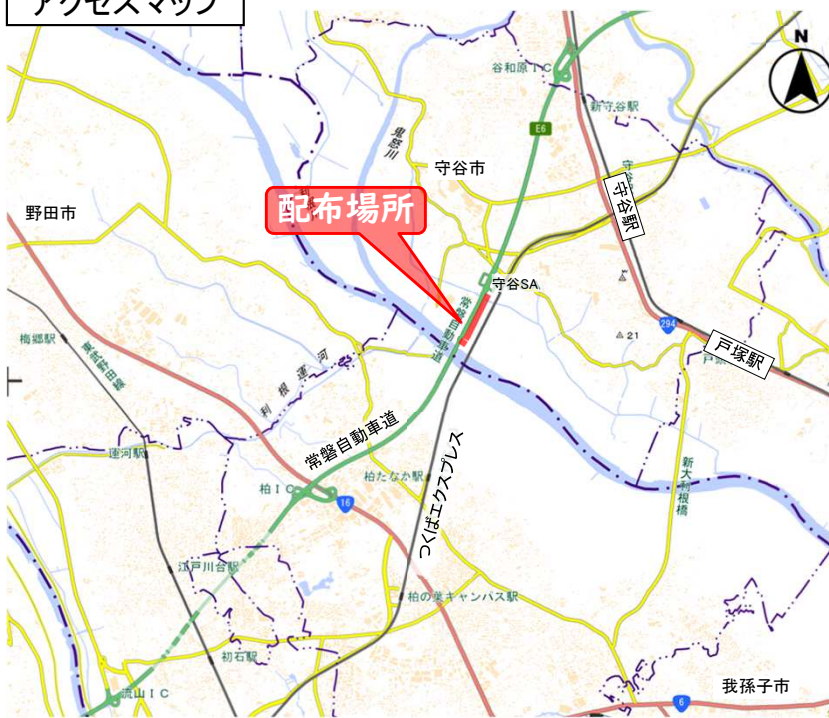 アクセスマップ
N
谷和原IC
新守谷駅
E6
鬼怒川
守谷市
守谷駅
野田市
配布場所
守谷SA
常磐自動車道
294
21
戸塚駅
梅郷駅
東武野田線
利根運河
常磐自動車道
運河駅
柏たなか駅
つくばエクスプレス
新大利根橋
柏IC
16
江戸川台駅
柏の葉キャンパス駅
初石駅
流山IC
我孫子市
6